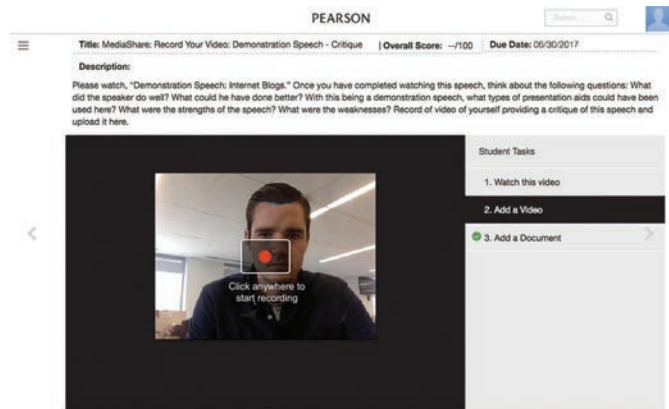 PEARSON
Search...
Title: MediaShare: Record Your Video: Demonstration Speech - Critique | Overall Score: --/100 Due Date: 06/30/2017
Description:
Please watch, "Demonstration Speech: Internet Blogs." Once you have completed watching this speech, think about the following questions: What
did the speaker do well? What could he have done better? With this being a demonstration speech, what types of presentation aids could have been
used here? What were the strengths of the speech? What were the weaknesses? Record of video of yourself providing a critique of this speech and
upload it here.
Student Tasks
1. Watch this video
2. Add a Video
3. Add a Document
Click anywhere to
start recording